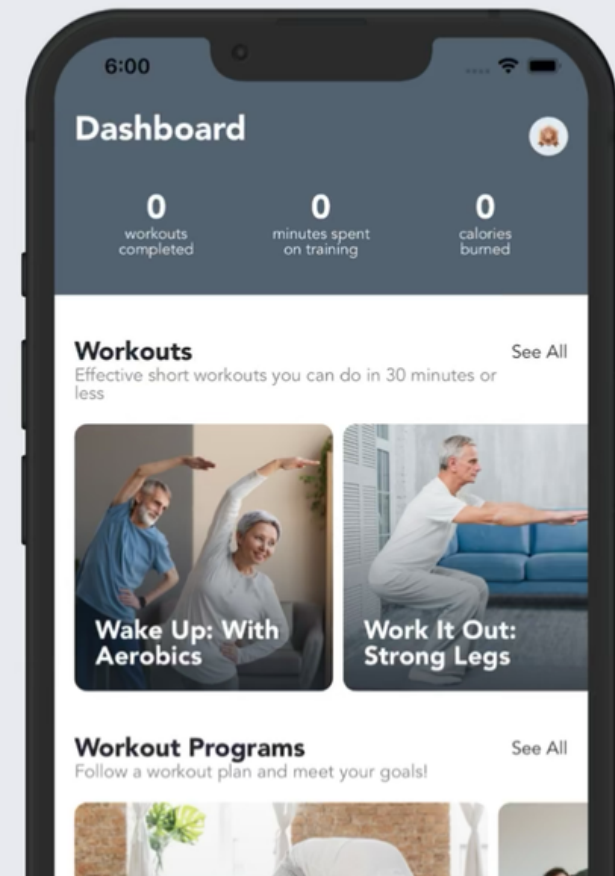 6:00
Dashboard
0
workouts
completed
0
minutes spent
on training
0
calories
burned
Workouts
See All
Effective short workouts you can do in 30 minutes or
less
Wake Up: With
Aerobics
Work It Out:
Strong Legs
Workout Programs
See All
Follow a workout plan and meet your goals!